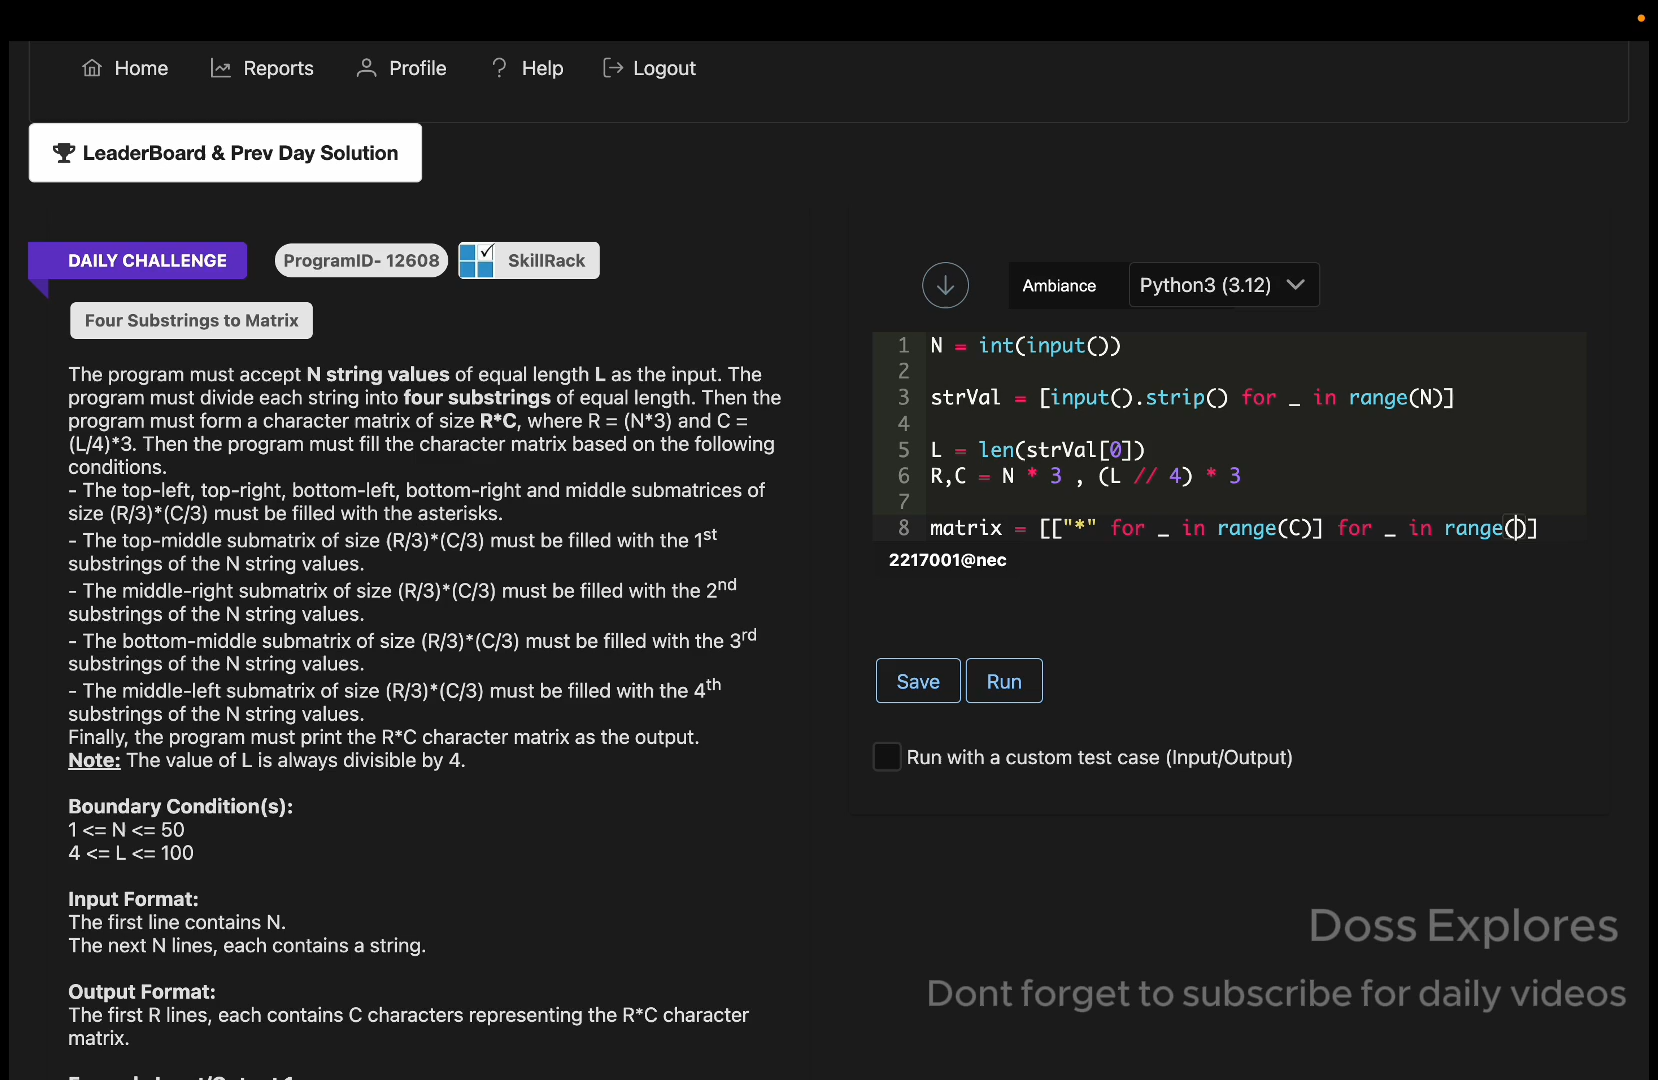 Home Reports Profile Help Logout
LeaderBoard & Prev Day Solution
DAILY CHALLENGE ProgramID- 12608 SkillRack
Four Substrings to Matrix
The program must accept N string values of equal length L as the input. The
program must divide each string into four substrings of equal length. Then the
program must form a character matrix of size R*C, where R = (N*3) and C =
(L/4)*3. Then the program must fill the character matrix based on the following
conditions.
- The top-left, top-right, bottom-left, bottom-right and middle submatrices of
size (R/3)*(C/3) must be filled with the asterisks.
- The top-middle submatrix of size (R/3)*(C/3) must be filled with the 1st
substrings of the N string values.
- The middle-right submatrix of size (R/3)*(C/3) must be filled with the 2nd
substrings of the N string values.
- The bottom-middle submatrix of size (R/3)*(C/3) must be filled with the 3rd
substrings of the N string values.
- The middle-left submatrix of size (R/3)*(C/3) must be filled with the 4th
substrings of the N string values.
Finally, the program must print the R*C character matrix as the output.
Note: The value of L is always divisible by 4.
Boundary Condition(s):
1 <= N <= 50
4 <= L <= 100
Input Format:
The first line contains N.
The next N lines, each contains a string.
Output Format:
The first R lines, each contains C characters representing the R*C character
matrix.
Ambiance Python3 (3.12)
1 N = int(input())
2
3 strVal = [input().strip() for _ in range(N)]
4
5 L = len(strVal[0])
6 R,C = N * 3 , (L // 4) * 3
7
8 matrix = [["*" for _ in range(C)] for _ in range()]
2217001@nec
Save Run
Run with a custom test case (Input/Output)
Doss Explores
Dont forget to subscribe for daily videos